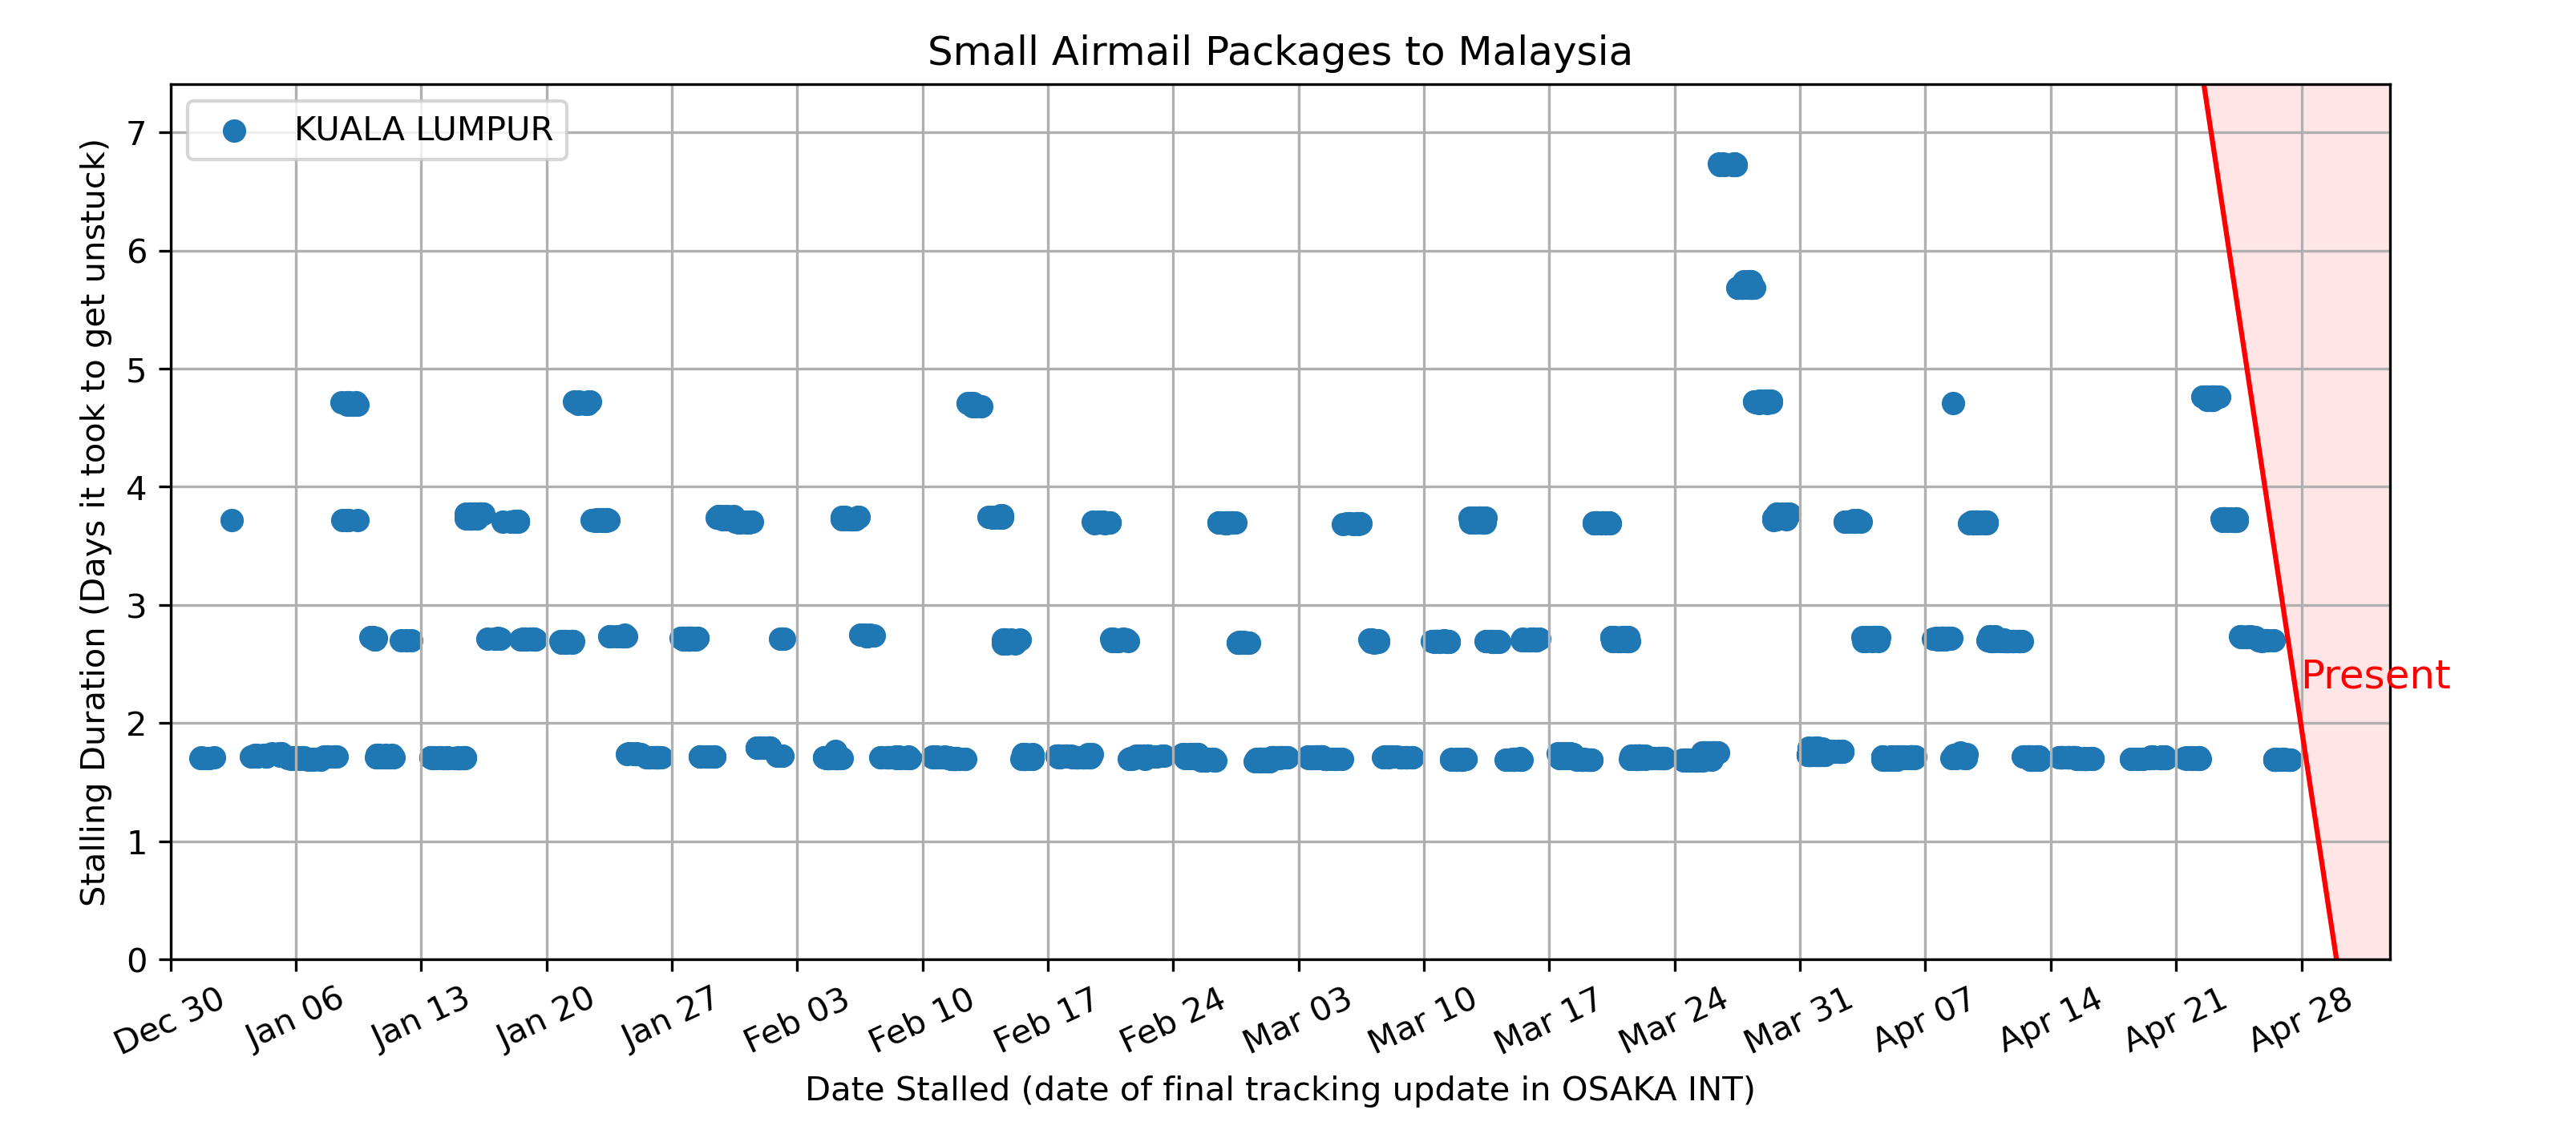 Small Airmail Packages to Malaysia
KUALA LUMPUR
Stalling Duration (Days it took to get unstuck)
7
6
5
4
3
2
1
0
Present
Dec 30
Jan 06
Jan 13
Jan 20
Jan 27
Feb 03
Feb 10
Feb 17
Feb 24
Mar 03
Mar 10
Mar 17
Mar 24
Mar 31
Apr 07
Apr 14
Apr 21
Apr 28
Date Stalled (date of final tracking update in OSAKA INT)